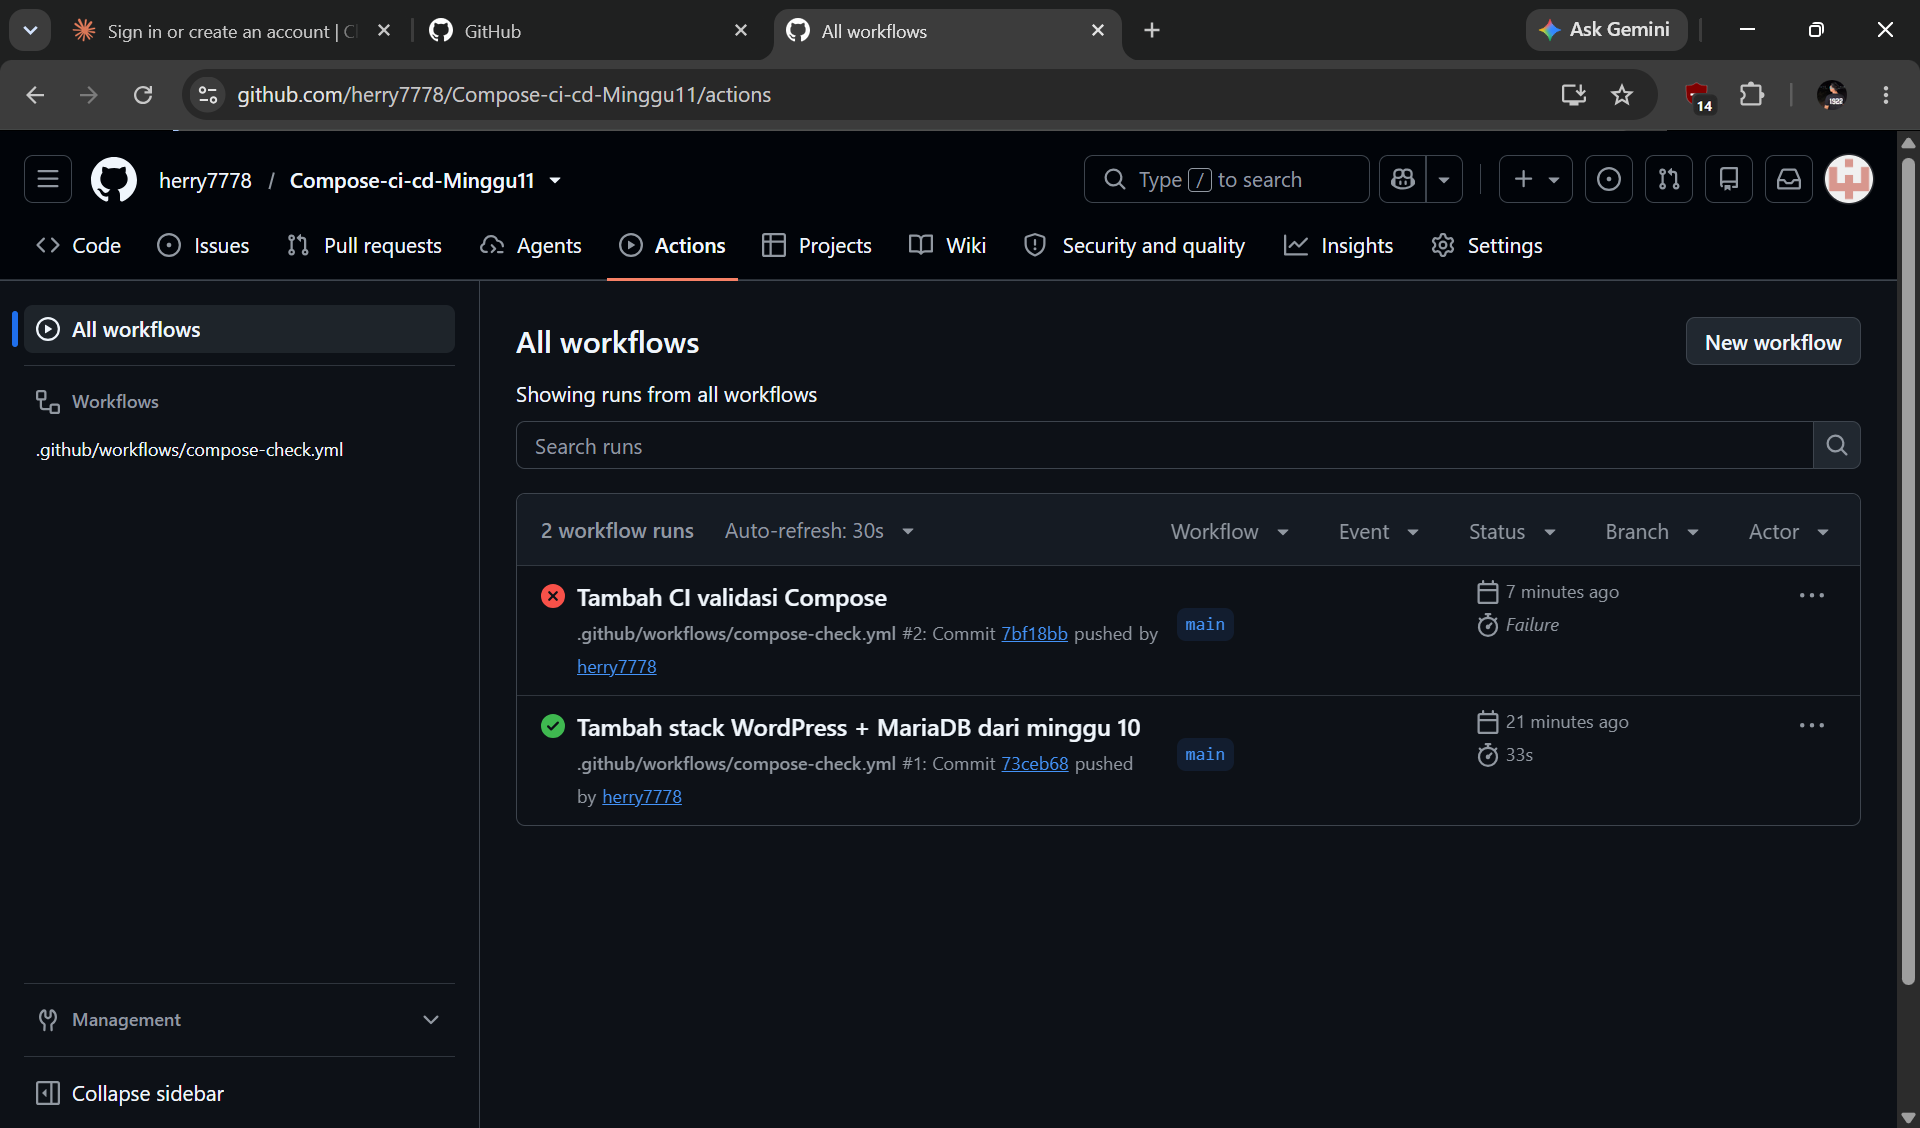 Sign in or create an account | Cl
GitHub
All workflows
Ask Gemini
github.com/herry7778/Compose-ci-cd-Minggu11/actions
14
herry7778 / Compose-ci-cd-Minggu11
Type / to search
Code
Issues
Pull requests
Agents
Actions
Projects
Wiki
Security and quality
Insights
Settings
All workflows
Workflows
.github/workflows/compose-check.yml
Management
Collapse sidebar
All workflows
New workflow
Showing runs from all workflows
Search runs
2 workflow runs
Auto-refresh: 30s
Workflow
Event
Status
Branch
Actor
Tambah CI validasi Compose
.github/workflows/compose-check.yml #2: Commit 7bf18bb pushed by
herry7778
main
7 minutes ago
Failure
Tambah stack WordPress + MariaDB dari minggu 10
.github/workflows/compose-check.yml #1: Commit 73ceb68 pushed
by herry7778
main
21 minutes ago
33s